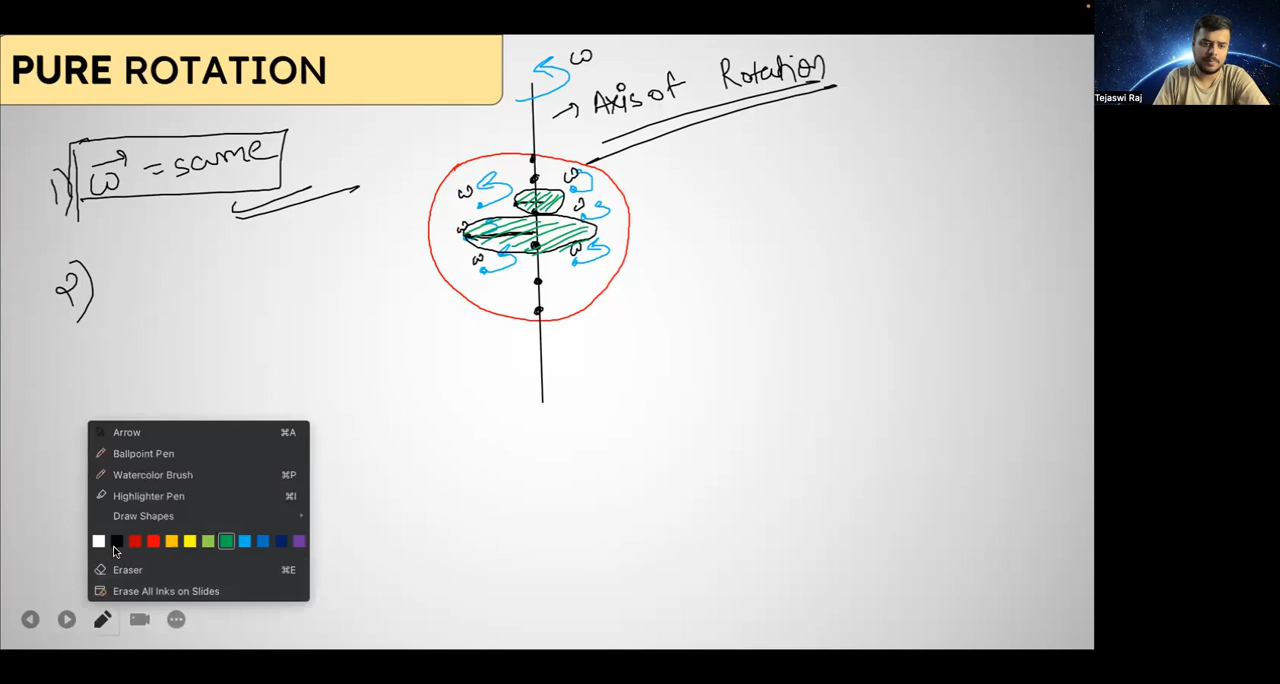 PURE ROTATION
ω
→ Axis of Rotation
Tejaswi Raj
1) ω⃗ = same
ω ω
ω
ω
ω ω
2)
Arrow ⌘A
Ballpoint Pen
Watercolor Brush ⌘P
Highlighter Pen ⌘I
Draw Shapes
Eraser ⌘E
Erase All Inks on Slides